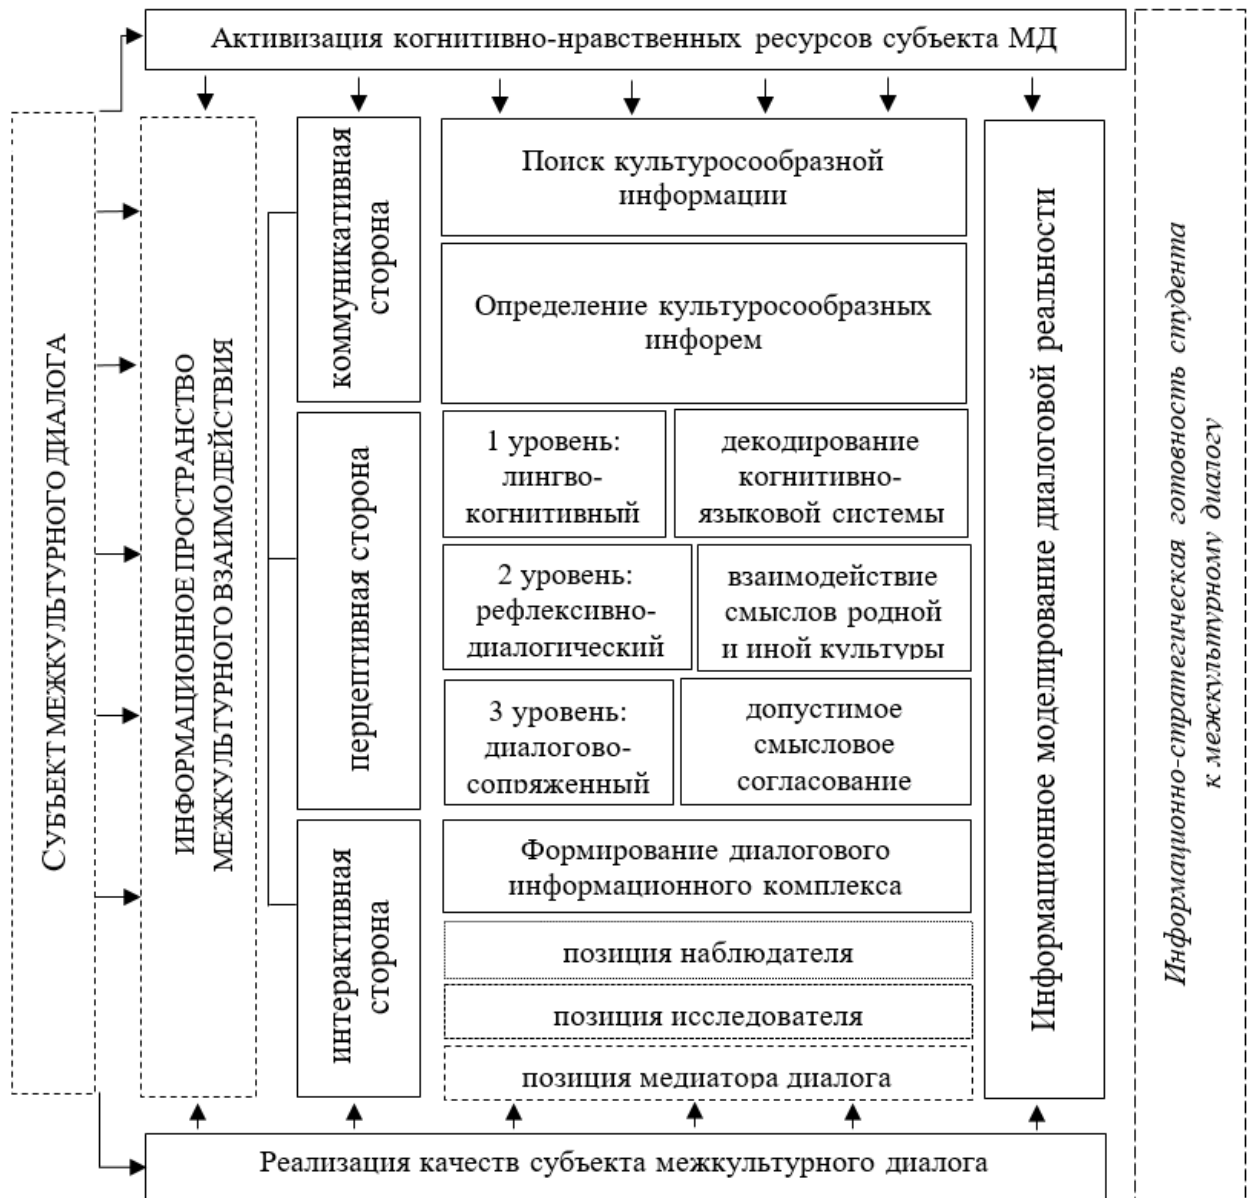 Активизация когнитивно-нравственных ресурсов субъекта МД
СУБЪЕКТ МЕЖКУЛЬТУРНОГО ДИАЛОГА
ИНФОРМАЦИОННОЕ ПРОСТРАНСТВО
МЕЖКУЛЬТУРНОГО ВЗАИМОДЕЙСТВИЯ
коммуникативная
сторона
Поиск культуросообразной
информации
Определение культуросообразных
инфорем
перцептивная сторона
1 уровень:
лингво-
когнитивный
декодирование
когнитивно-
языковой системы
2 уровень:
рефлексивно-
диалогический
взаимодействие
смыслов родной
и иной культуры
3 уровень:
диалогово-
сопряженный
допустимое
смысловое
согласование
интерактивная
сторона
Формирование диалогового
информационного комплекса
позиция наблюдателя
позиция исследователя
позиция медиатора диалога
Информационное моделирование диалоговой реальности
Информационно-стратегическая готовность студента
к межкультурному диалогу
Реализация качеств субъекта межкультурного диалога